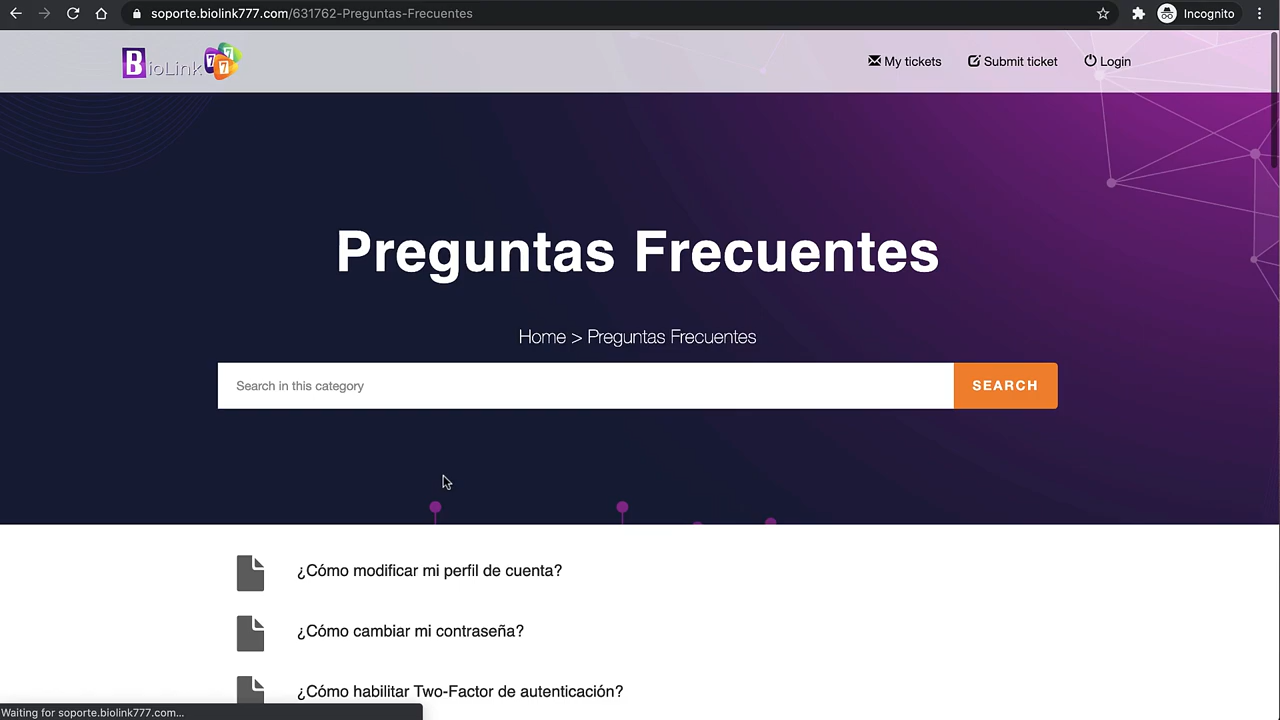 soporte.biolink777.com/631762-Preguntas-Frecuentes
Incognito
BioLink 777
My tickets
Submit ticket
Login
Preguntas Frecuentes
Home > Preguntas Frecuentes
Search in this category
SEARCH
¿Cómo modificar mi perfil de cuenta?
¿Cómo cambiar mi contraseña?
¿Cómo habilitar Two-Factor de autenticación?
Waiting for soporte.biolink777.com...